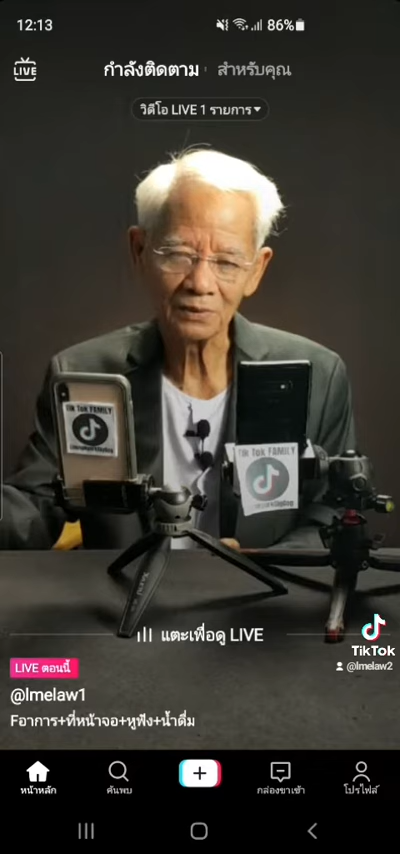 12:13
86%
LIVE
กำลังติดตาม
สำหรับคุณ
วิดีโอ LIVE 1 รายการ
TikTok FAMILY
TikTok FAMILY
แตะเพื่อดู LIVE
TikTok
@lmelaw2
LIVE ตอนนี้
@lmelaw1
Fอาการ+ที่หน้าจอ+หูฟัง+น้ำดื่ม
หน้าหลัก
ค้นพบ
กล่องขาเข้า
โปรไฟล์